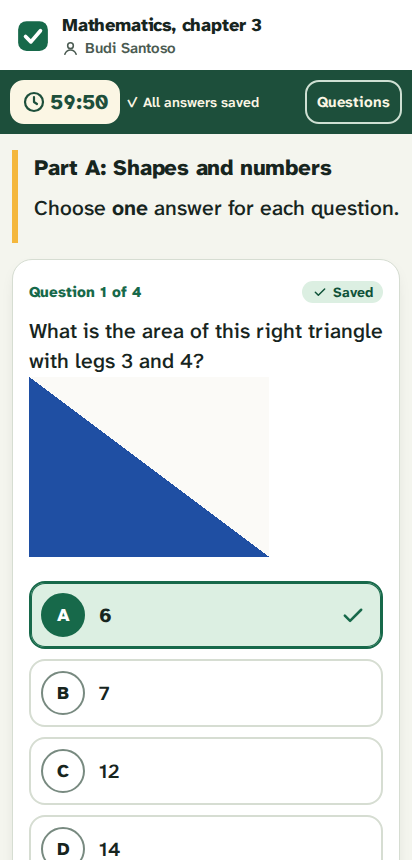 Mathematics, chapter 3
Budi Santoso
59:50
✓ All answers saved
Questions
Part A: Shapes and numbers
Choose one answer for each question.
Question 1 of 4
✓ Saved
What is the area of this right triangle
with legs 3 and 4?
A 6
B 7
C 12
D 14